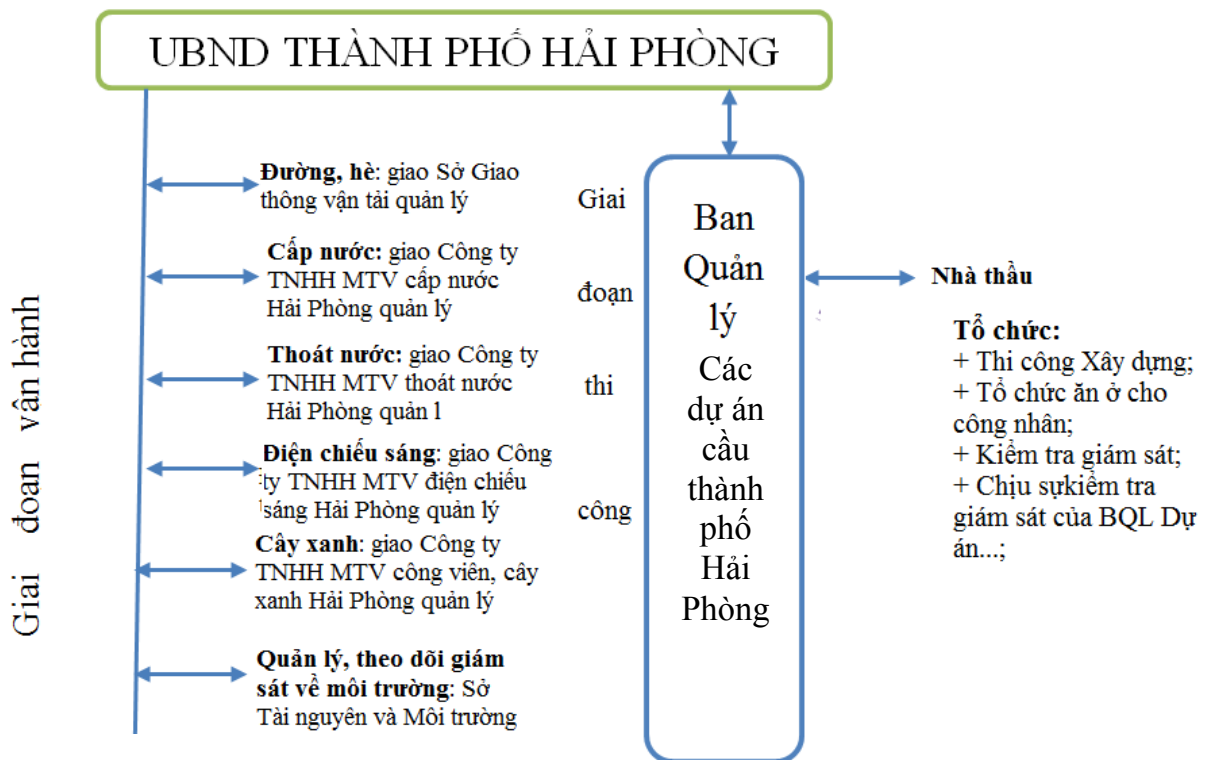 UBND THÀNH PHỐ HẢI PHÒNG
Giai đoan vân hành
Đường, hè: giao Sở Giao
thông vận tải quản lý
Cấp nước: giao Công ty
TNHH MTV cấp nước
Hải Phòng quản lý
Thoát nước: giao Công ty
TNHH MTV thoát nước
Hải Phòng quản l
Điện chiếu sáng: giao Công
ty TNHH MTV điện chiếu
sáng Hải Phòng quản lý
Cây xanh: giao Công ty
TNHH MTV công viên, cây
xanh Hải Phòng quản lý
Quản lý, theo dõi giám
sát về môi trường: Sở
Tài nguyên và Môi trường
Giai
đoạn
thi
công
Ban
Quản
lý
Các
dự án
cầu
thành
phố
Hải
Phòng
Nhà thầu
Tổ chức:
+ Thi công Xây dựng;
+ Tổ chức ăn ở cho
công nhân;
+ Kiểm tra giám sát;
+ Chịu sựkiểm tra
giám sát của BQL Dự
án...;